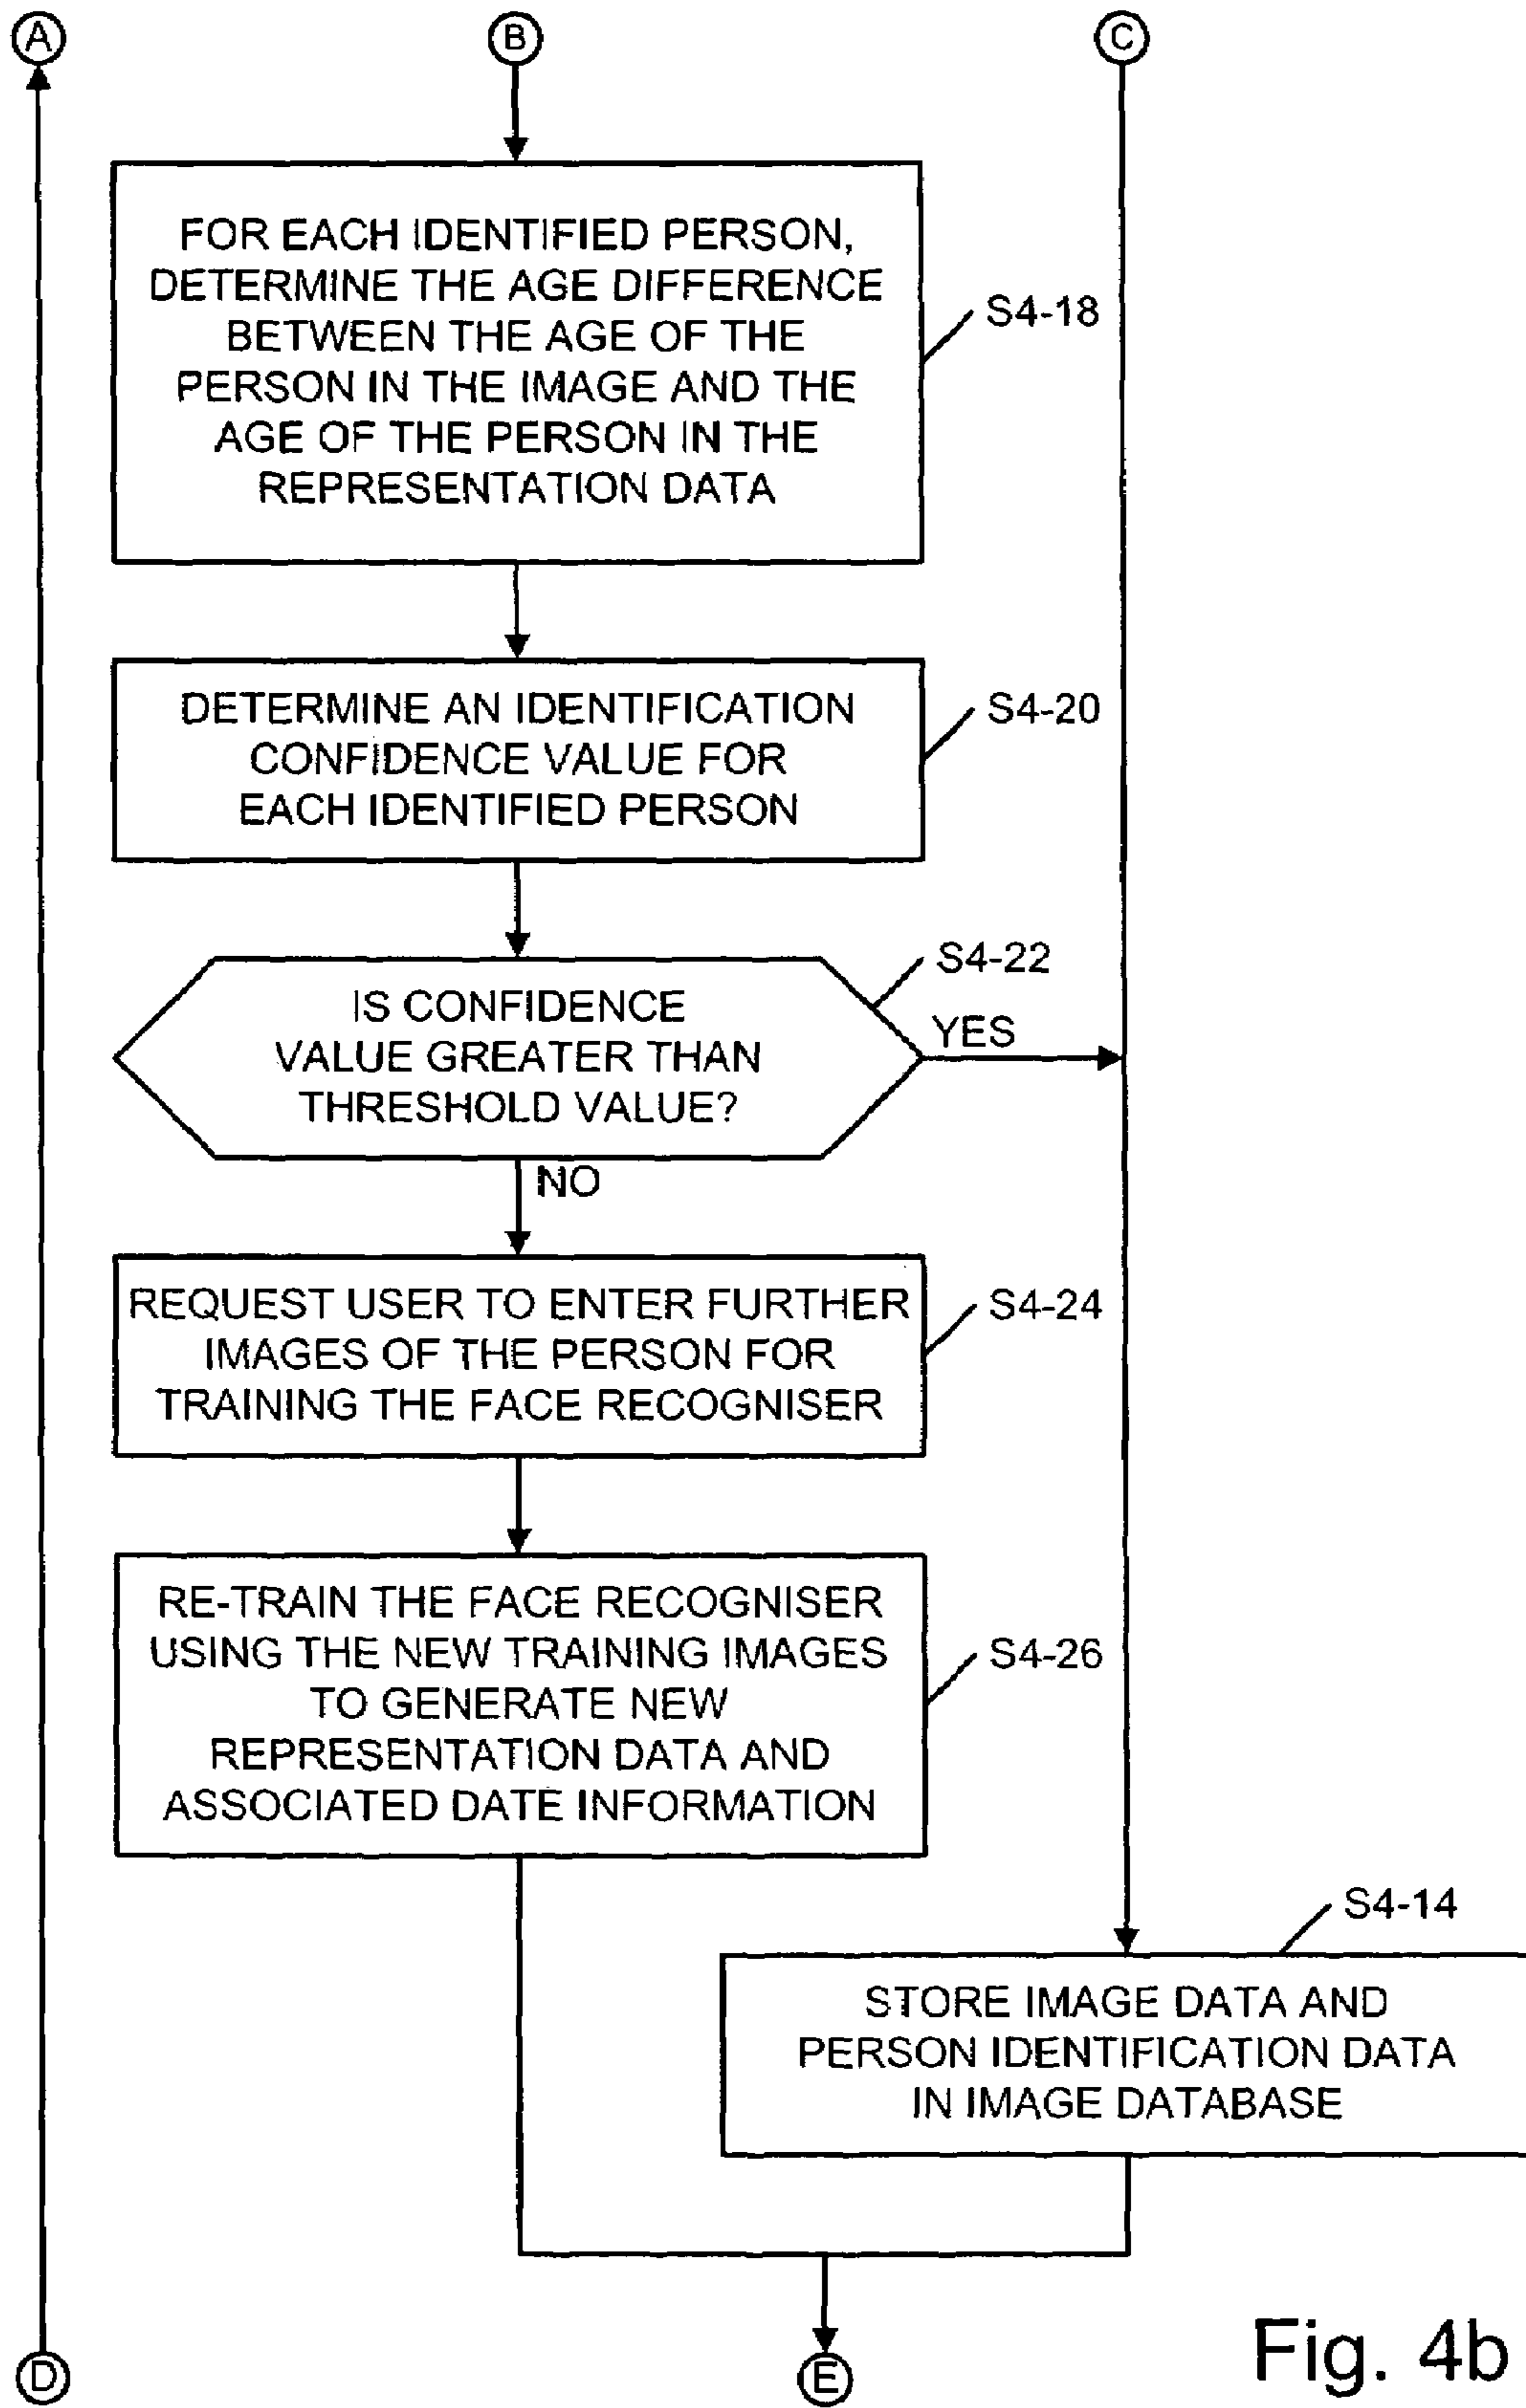 A
B
C
FOR EACH IDENTIFIED PERSON,
DETERMINE THE AGE DIFFERENCE
BETWEEN THE AGE OF THE
PERSON IN THE IMAGE AND THE
AGE OF THE PERSON IN THE
REPRESENTATION DATA
S4-18
DETERMINE AN IDENTIFICATION
CONFIDENCE VALUE FOR
EACH IDENTIFIED PERSON
S4-20
IS CONFIDENCE
VALUE GREATER THAN
THRESHOLD VALUE?
S4-22
YES
NO
REQUEST USER TO ENTER FURTHER
IMAGES OF THE PERSON FOR
TRAINING THE FACE RECOGNISER
S4-24
RE-TRAIN THE FACE RECOGNISER
USING THE NEW TRAINING IMAGES
TO GENERATE NEW
REPRESENTATION DATA AND
ASSOCIATED DATE INFORMATION
S4-26
S4-14
STORE IMAGE DATA AND
PERSON IDENTIFICATION DATA
IN IMAGE DATABASE
D
E
Fig. 4b